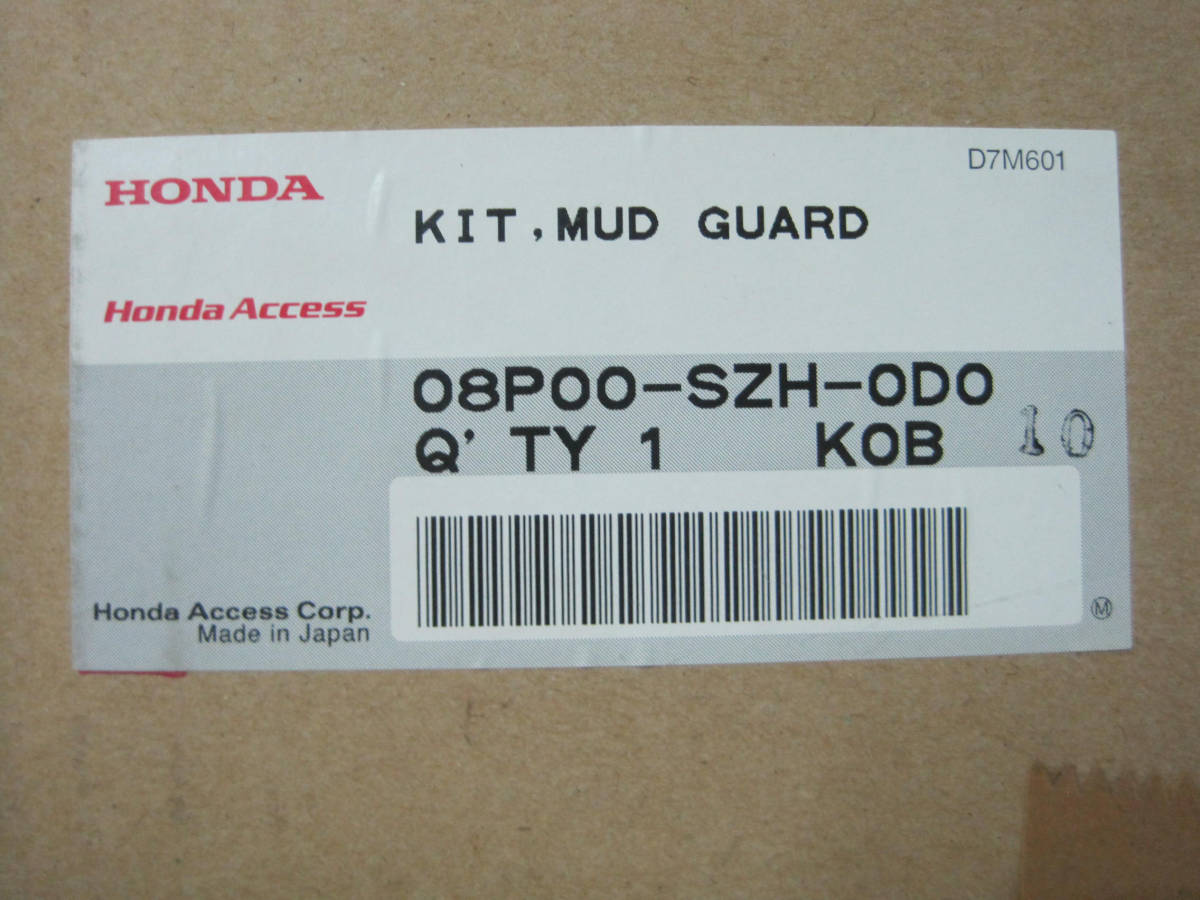 D7M601
HONDA
KIT, MUD GUARD
Honda Access
08P00-SZH-0D0
Q'TY 1 KOB 10
Honda Access Corp.
Made in Japan
M